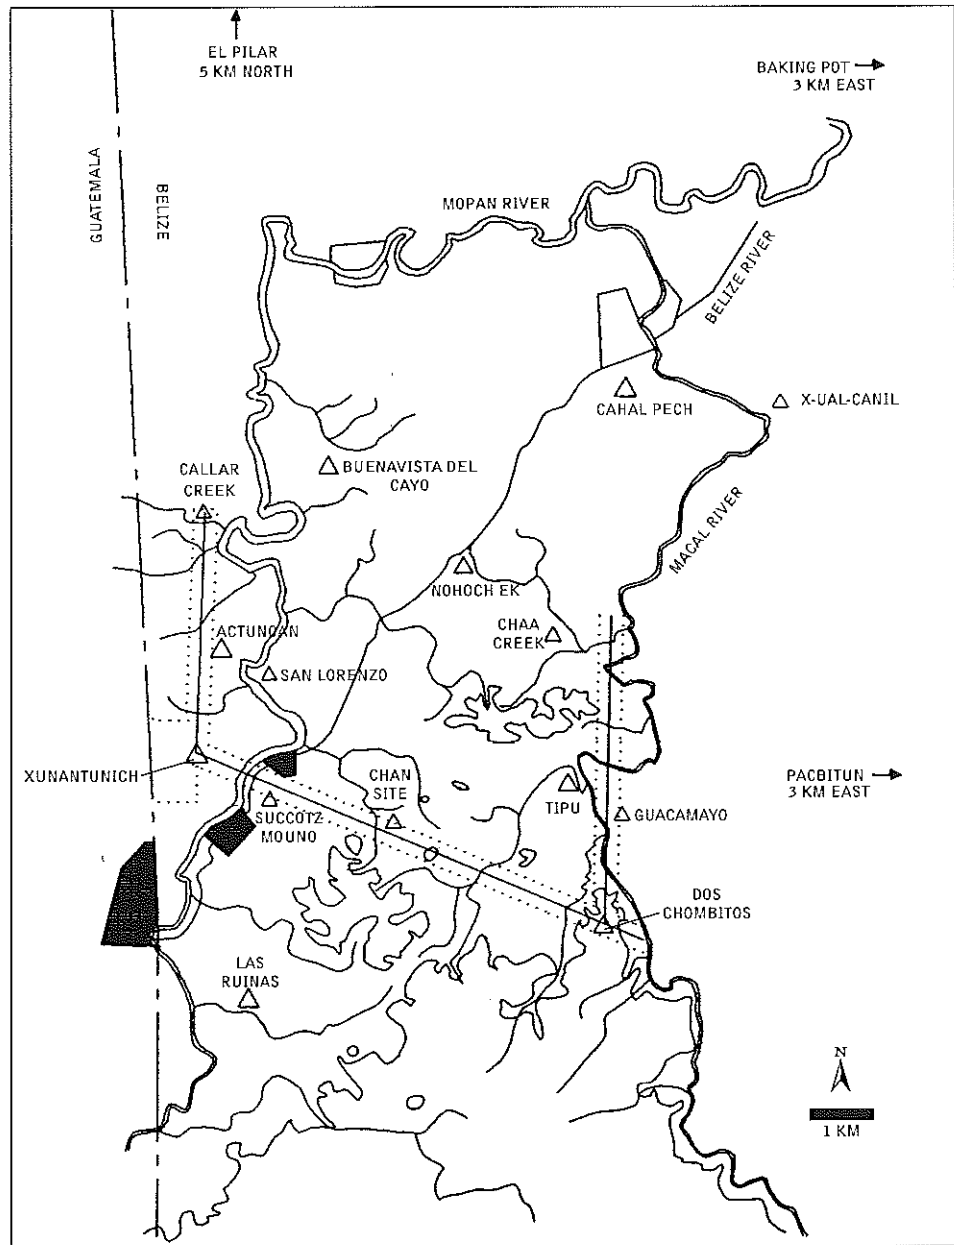 EL PILAR
5 KM NORTH
BAKING POT
3 KM EAST
GUATEMALA
BELIZE
MOPAN RIVER
BELIZE RIVER
CAHAL PECH
X-UAL-CANIL
CALLAR
CREEK
BUENAVISTA DEL
CAYO
MACAL RIVER
NOHOCH EK
CHAA
CREEK
ACTUNCAN
SAN LORENZO
XUNANTUNICH
CHAN
SITE
TIPU
PACBITUN
3 KM EAST
SUCCOTZ
MOUNO
GUACAMAYO
DOS
CHOMBITOS
LAS
RUINAS
N
1 KM